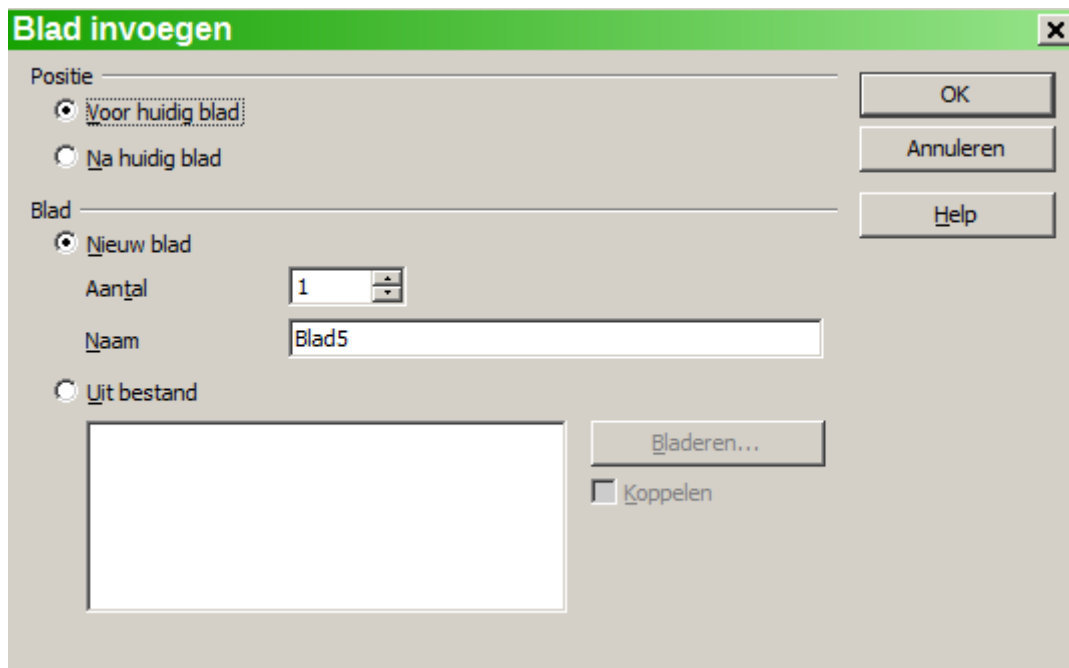 Blad invoegen
Positie
Voor huidig blad
Na huidig blad
OK
Annuleren
Help
Blad
Nieuw blad
Aantal 1
Naam Blad5
Uit bestand
Bladeren...
Koppelen